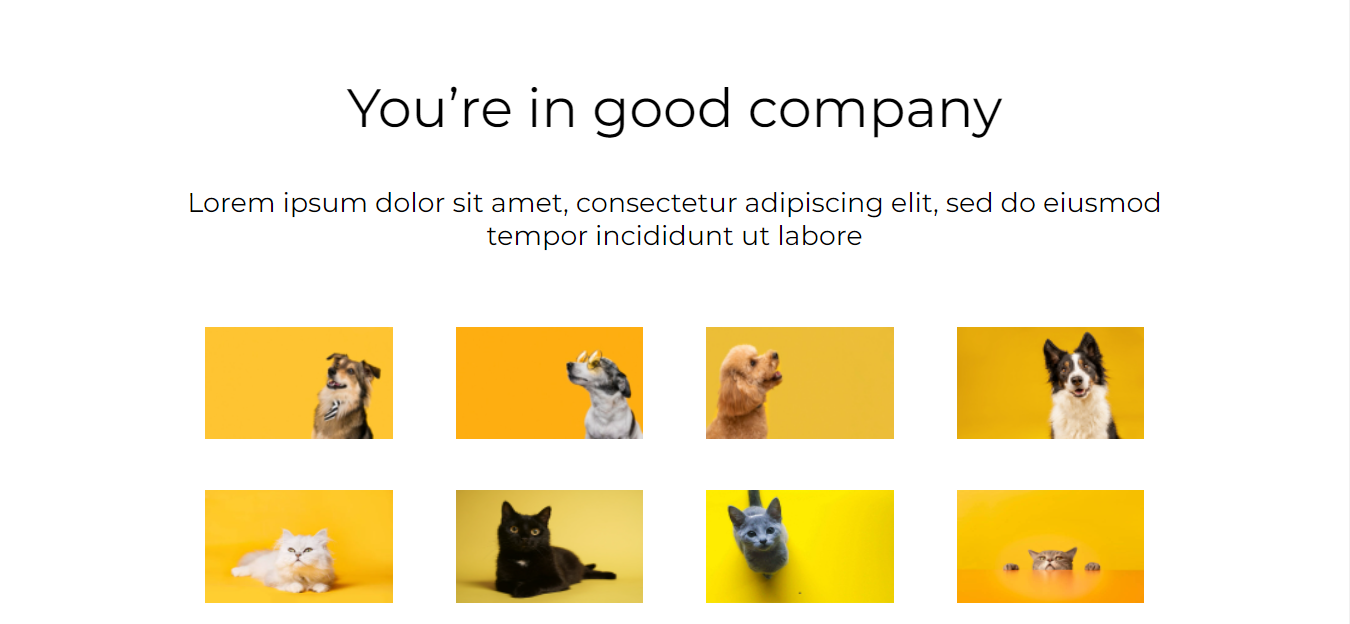 You’re in good company
Lorem ipsum dolor sit amet, consectetur adipiscing elit, sed do eiusmod
tempor incididunt ut labore